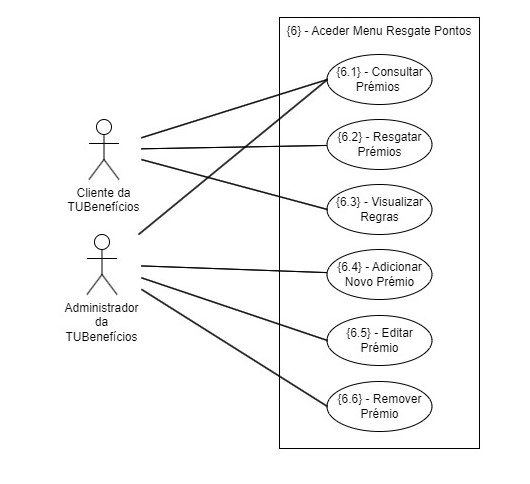 {6} - Aceder Menu Resgate Pontos
{6.1} - Consultar
Prémios
{6.2} - Resgatar
Prémios
{6.3} - Visualizar
Regras
{6.4} - Adicionar
Novo Prémio
{6.5} - Editar
Prémio
{6.6} - Remover
Prémio
Cliente da
TUBenefícios
Administrador
da
TUBenefícios